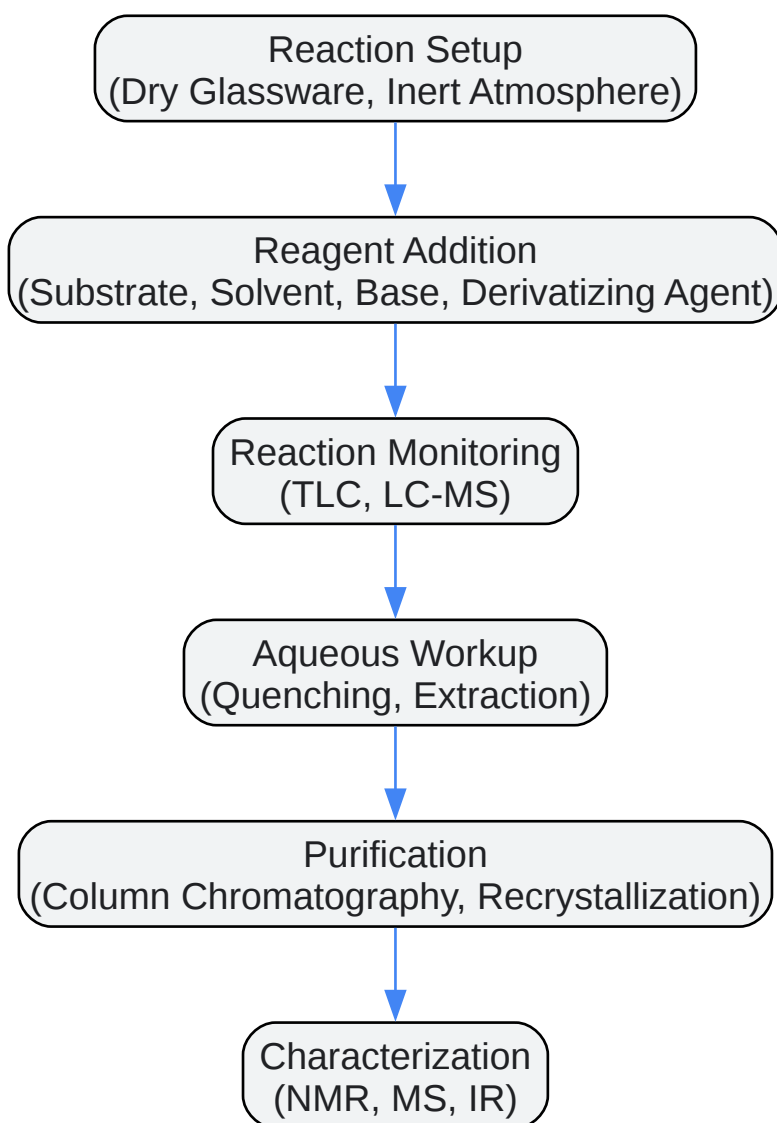 Reaction Setup
(Dry Glassware, Inert Atmosphere)
Reagent Addition
(Substrate, Solvent, Base, Derivatizing Agent)
Reaction Monitoring
(TLC, LC-MS)
Aqueous Workup
(Quenching, Extraction)
Purification
(Column Chromatography, Recrystallization)
Characterization
(NMR, MS, IR)